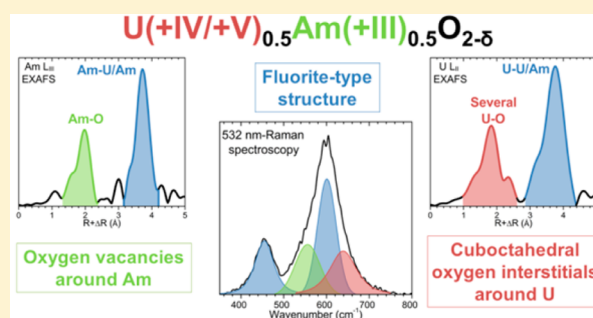 U(+IV/+V)0.5Am(+III)0.5O2-δ
Am LIII
EXAFS
Am-U/Am
Am-O
0 1 2 3 4 5
R+ΔR (Å)
Oxygen vacancies
around Am
Fluorite-type
structure
532 nm-Raman
spectroscopy
400 500 600 700 800
Wavenumber (cm-1)
U LII
EXAFS
U-U/Am
Several
U-O
0 1 2 3 4
R+ΔR (Å)
Cuboctahedral
oxygen interstitials
around U